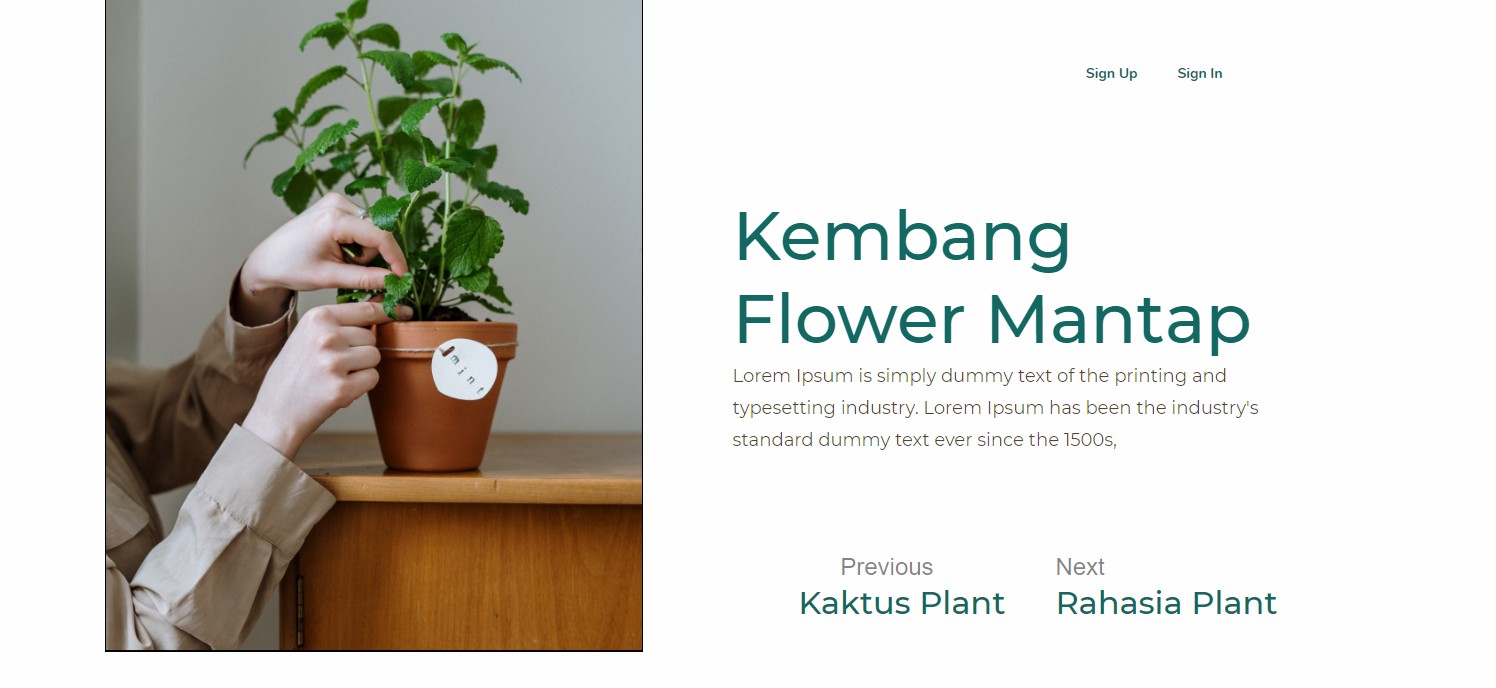 Sign Up Sign In
mint
Kembang
Flower Mantap
Lorem Ipsum is simply dummy text of the printing and
typesetting industry. Lorem Ipsum has been the industry's
standard dummy text ever since the 1500s,
Previous
Kaktus Plant
Next
Rahasia Plant